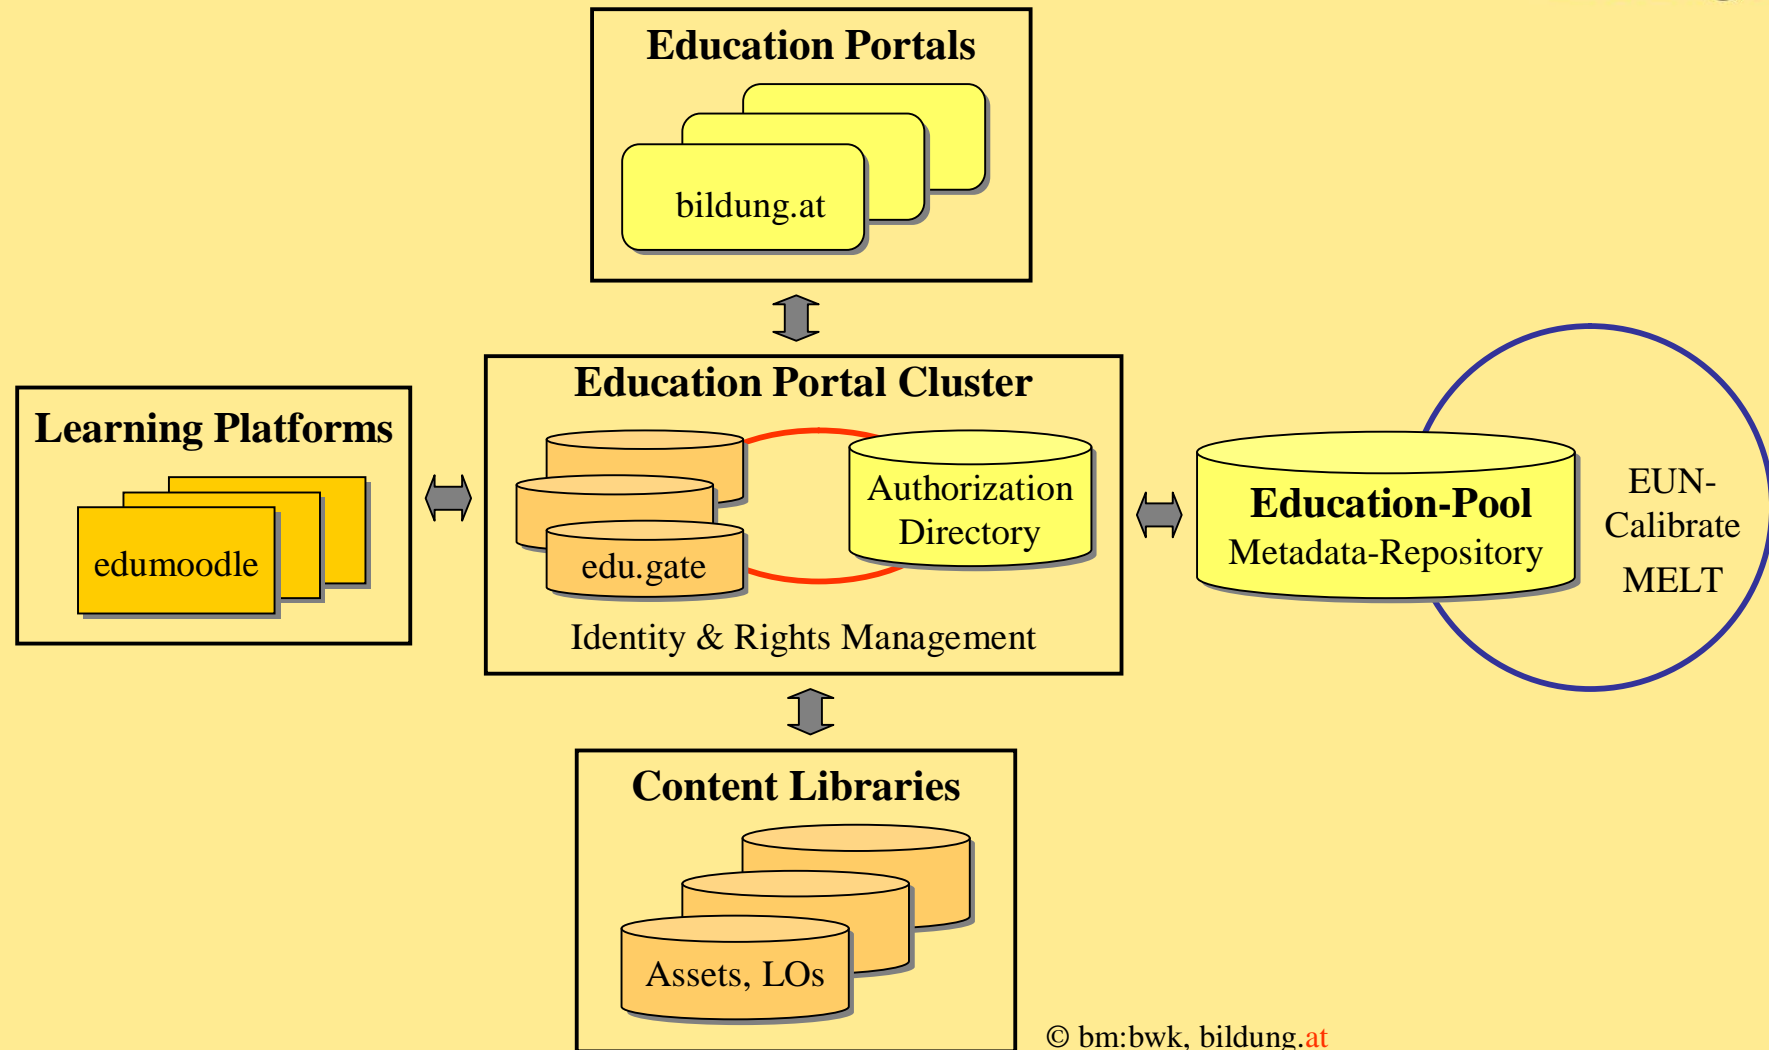 Education Portals
bildung.at
Education Portal Cluster
Learning Platforms
edumoodle
edu.gate
Authorization
Directory
Identity & Rights Management
Education-Pool
Metadata-Repository
EUN-
Calibrate
MELT
Content Libraries
Assets, LOs
© bm:bwk, bildung.at